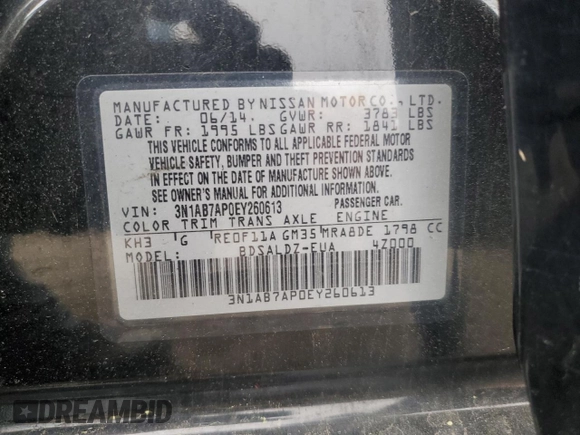 MANUFACTURED BY NISSAN MOTOR CO., LTD.
DATE: 06/14. GVWR: 3783 LBS
GAWR FR: 1995 LBS GAWR RR: 1841 LBS
THIS VEHICLE CONFORMS TO ALL APPLICABLE FEDERAL MOTOR
VEHICLE SAFETY, BUMPER AND THEFT PREVENTION STANDARDS
IN EFFECT ON THE DATE OF MANUFACTURE SHOWN ABOVE.
SEE OWNER'S MANUAL FOR ADDITIONAL INFORMATION.
VIN: 3N1AB7AP0EY260613 PASSENGER CAR.
COLOR TRIM TRANS AXLE ENGINE
KH3 G RE0F11A GM35 MRA8DE 1798 CC
MODEL: BDSALDZ-EUA 4Z000
3N1AB7AP0EY260613
DREAMBID